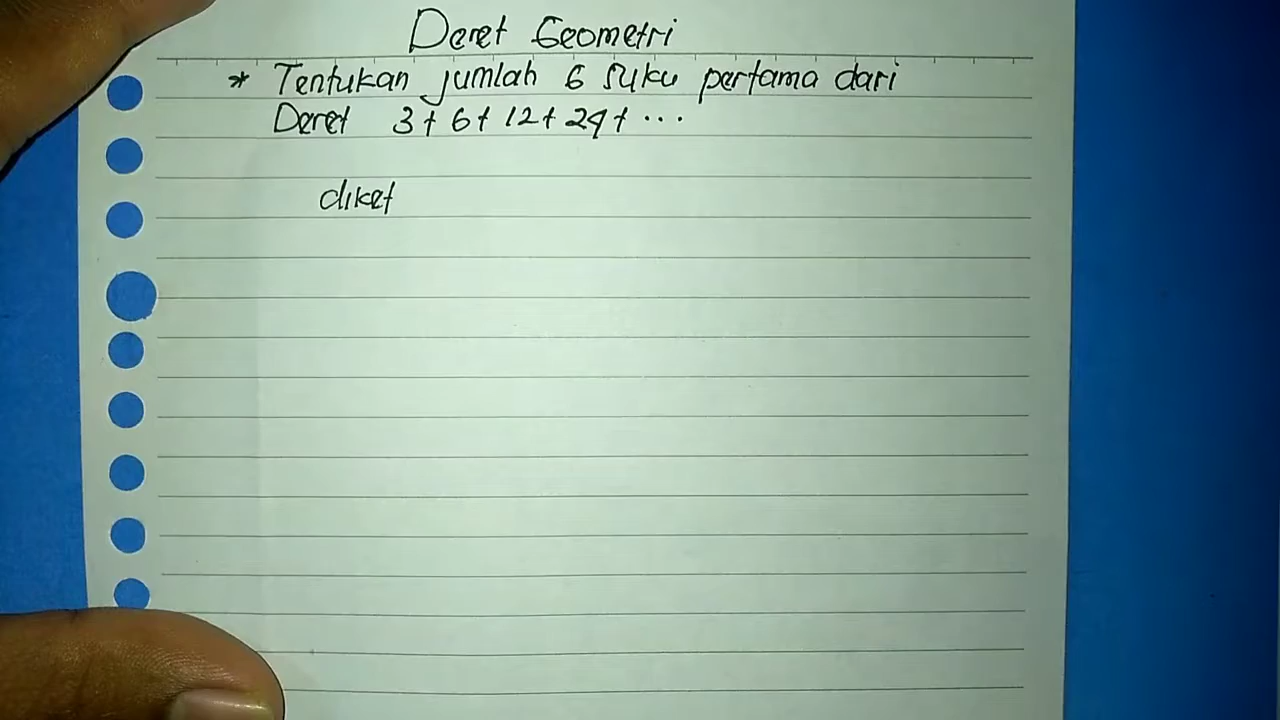 Deret Geometri
* Tentukan jumlah 6 suku pertama dari
Deret 3+ 6+ 12+ 24+ ...
diket